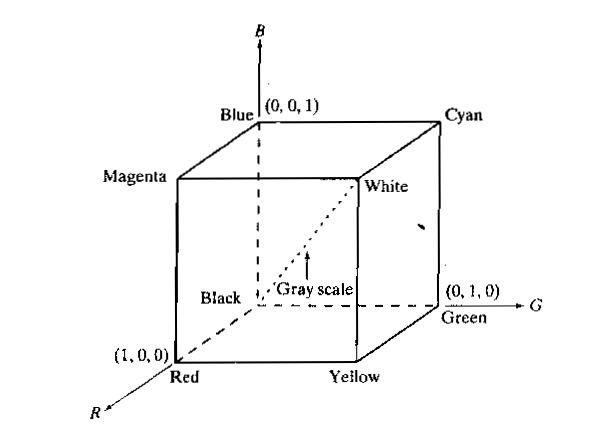 B
Blue (0, 0, 1)
Cyan
Magenta
White
Black
Gray scale
(0, 1, 0)
G
Green
(1, 0, 0)
Red
Yellow
R